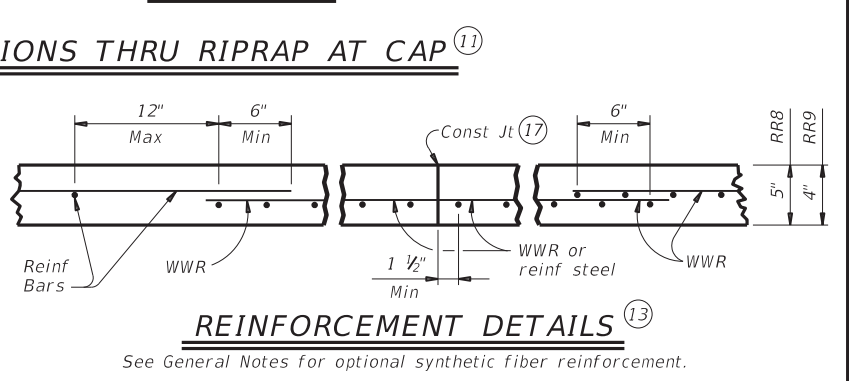 IONS THRU RIPRAP AT CAP 11
12" Max
6" Min
Const Jt 17
6" Min
RR8
RR9
5"
4"
Reinf Bars
WWR
1 ½" Min
WWR or reinf steel
WWR
REINFORCEMENT DETAILS 13
See General Notes for optional synthetic fiber reinforcement.